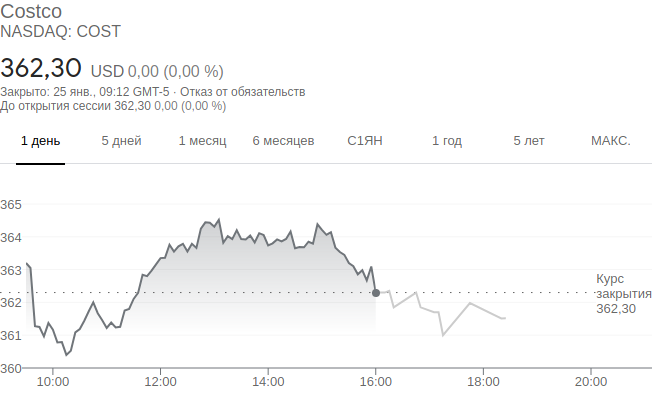 Costco
NASDAQ: COST
362,30 USD 0,00 (0,00 %)
Закрыто: 25 янв., 09:12 GMT-5 · Отказ от обязательств
До открытия сессии 362,30 0,00 (0,00 %)
1 день 5 дней 1 месяц 6 месяцев С1ЯН 1 год 5 лет МАКС.
365
364
363
362
361
360
Курс
закрытия
362,30
10:00 12:00 14:00 16:00 18:00 20:00